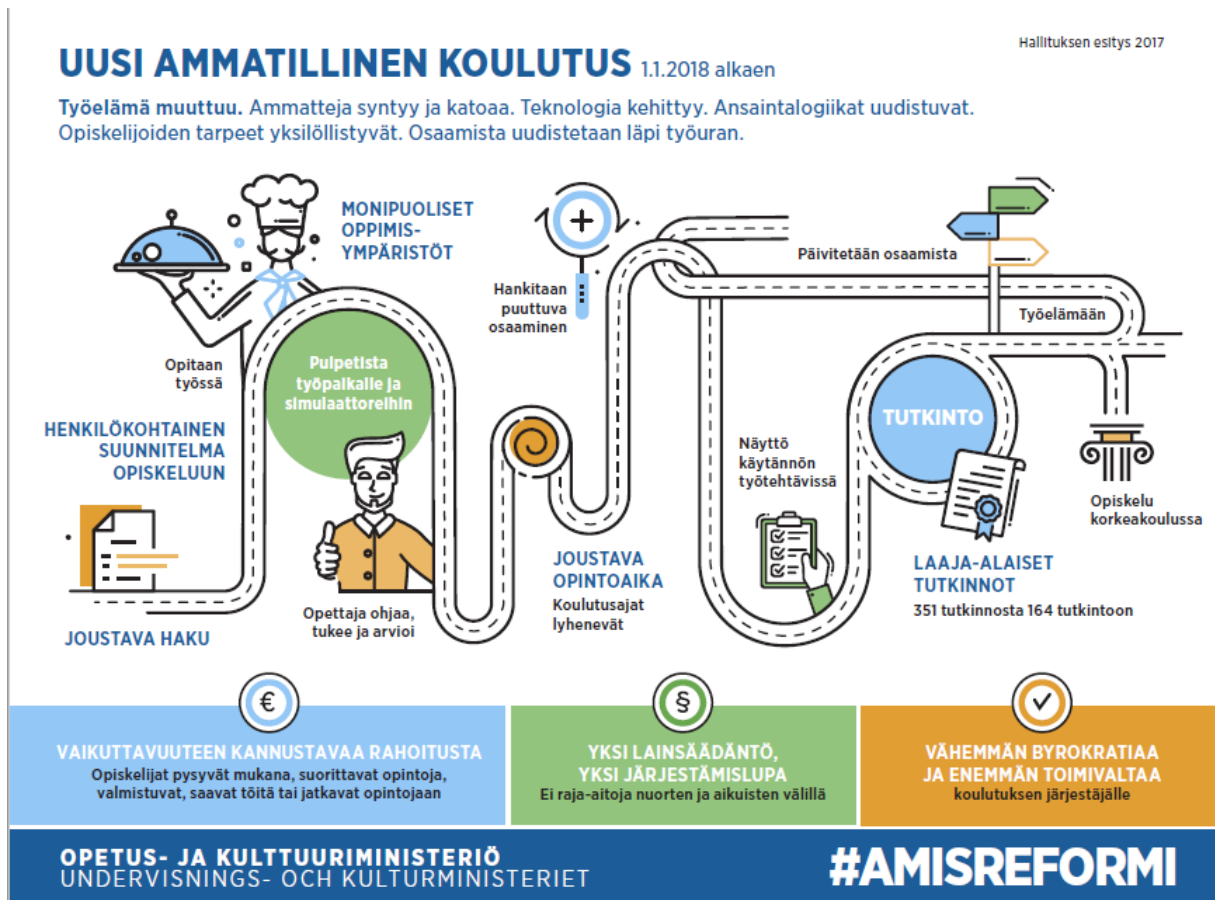 Hallituksen esitys 2017
UUSI AMMATILLINEN KOULUTUS 1.1.2018 alkaen
Työelämä muuttuu. Ammatteja syntyy ja katoaa. Teknologia kehittyy. Ansaintalogiikat uudistuvat.
Opiskelijoiden tarpeet yksilöllistyvät. Osaamista uudistetaan läpi työuran.
MONIPUOLISET
OPPIMIS-
YMPÄRISTÖT
Opitaan
työssä
Pulpetista
työpaikalle ja
simulaattoreihin
HENKILÖKOHTAINEN
SUUNNITELMA
OPISKELUUN
JOUSTAVA HAKU
Opettaja ohjaa,
tukee ja arvioi
Hankitaan
puuttuva
osaaminen
JOUSTAVA
OPINTOAIKA
Koulutusajat
lyhenevät
Päivitetään osaamista
Työelämään
Näyttö
käytännön
työtehtävissä
TUTKINTO
Opiskelu
korkeakoulussa
LAAJA-ALAISET
TUTKINNOT
351 tutkinnosta 164 tutkintoon
€
VAIKUTTAVUUTEEN KANNUSTAVAA RAHOITUSTA
Opiskelijat pysyvät mukana, suorittavat opintoja,
valmistuvat, saavat töitä tai jatkavat opintojaan
§
YKSI LAINSÄÄDÄNTÖ,
YKSI JÄRJESTÄMISLUPA
Ei raja-aitoja nuorten ja aikuisten välillä
VÄHEMMÄN BYROKRATIAA
JA ENEMMÄN TOIMIVALTAA
koulutuksen järjestäjälle
OPETUS- JA KULTTUURIMINISTERIÖ
UNDERVISNINGS- OCH KULTURMINISTERIET
#AMISREFORMI